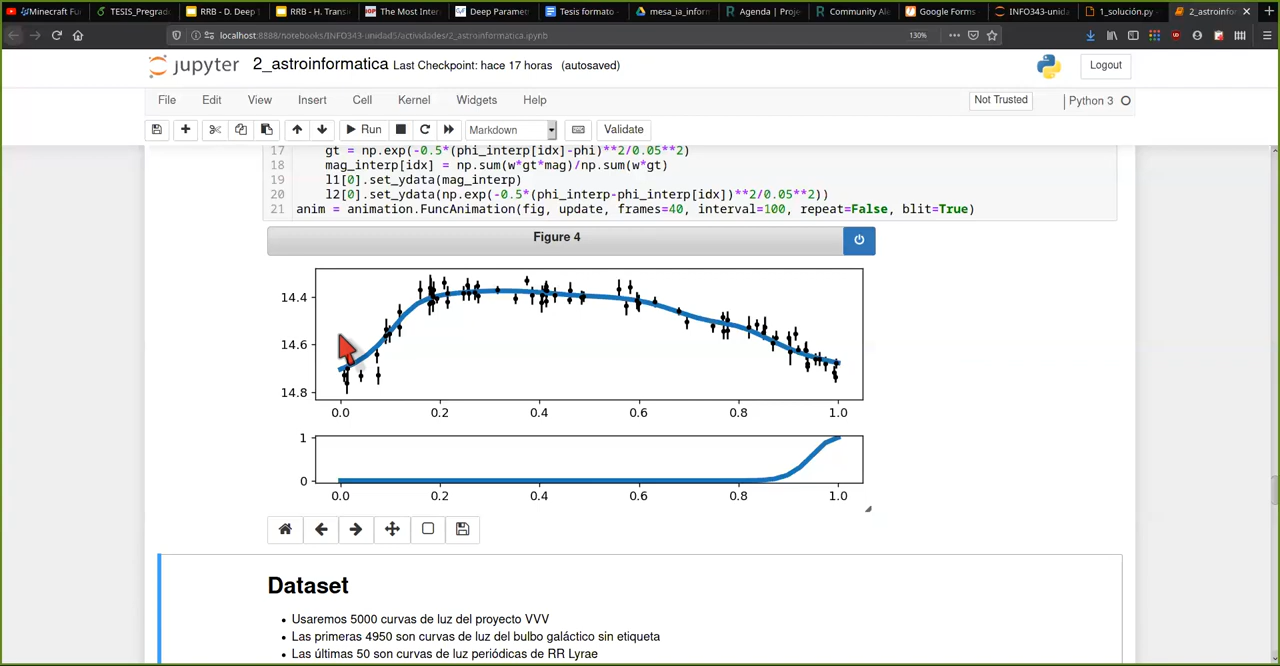 Minecraft Fu
TESIS_Pregrad
RRB - D. Deep
RRB - H. Transi
The Most Inter
Deep Paramet
Tesis formato -
mesa_ia_inform
Agenda | Proje
Community Ale
Google Forms
INFO343-unida
1_solución.py
2_astroinfor
localhost:8888/notebooks/INFO343-unidad5/actividades/2_astroinformatica.ipynb
130%
jupyter 2_astroinformatica Last Checkpoint: hace 17 horas (autosaved)
Logout
File Edit View Insert Cell Kernel Widgets Help
Not Trusted
Python 3
Run
Markdown
Validate
17 gt = np.exp(-0.5*(phi_interp[idx]-phi)**2/0.05**2)
18 mag_interp[idx] = np.sum(w*gt*mag)/np.sum(w*gt)
19 l1[0].set_ydata(mag_interp)
20 l2[0].set_ydata(np.exp(-0.5*(phi_interp-phi_interp[idx])**2/0.05**2))
21 anim = animation.FuncAnimation(fig, update, frames=40, interval=100, repeat=False, blit=True)
Figure 4
14.4
14.6
14.8
0.0 0.2 0.4 0.6 0.8 1.0
1
0
0.0 0.2 0.4 0.6 0.8 1.0
Dataset
• Usaremos 5000 curvas de luz del proyecto VVV
• Las primeras 4950 son curvas de luz del bulbo galáctico sin etiqueta
• Las últimas 50 son curvas de luz periódicas de RR Lyrae